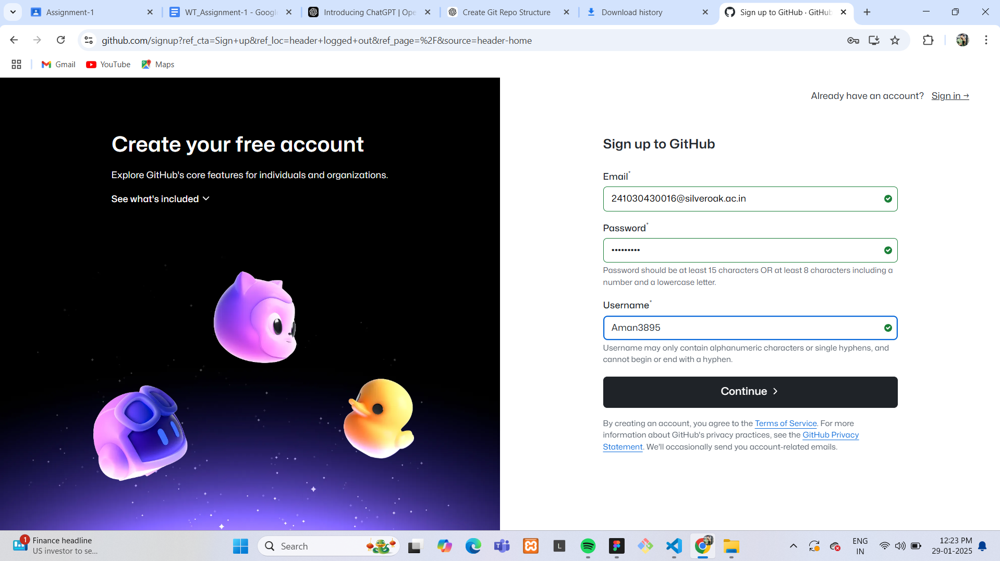 Assignment-1
WT_Assignment-1 - Google
Introducing ChatGPT | Ope
Create Git Repo Structure
Download history
Sign up to GitHub · GitHub
github.com/signup?ref_cta=Sign+up&ref_loc=header+logged+out&ref_page=%2F&source=header-home
Gmail
YouTube
Maps
Already have an account? Sign in →
Create your free account
Explore GitHub's core features for individuals and organizations.
See what's included
Sign up to GitHub
Email*
241030430016@silveroak.ac.in
Password*
•••••••••
Password should be at least 15 characters OR at least 8 characters including a
number and a lowercase letter.
Username*
Aman3895
Username may only contain alphanumeric characters or single hyphens, and
cannot begin or end with a hyphen.
Continue
By creating an account, you agree to the Terms of Service. For more
information about GitHub's privacy practices, see the GitHub Privacy
Statement. We'll occasionally send you account-related emails.
1
Finance headline
US investor to se...
Search
T
L
ENG
IN
12:23 PM
29-01-2025